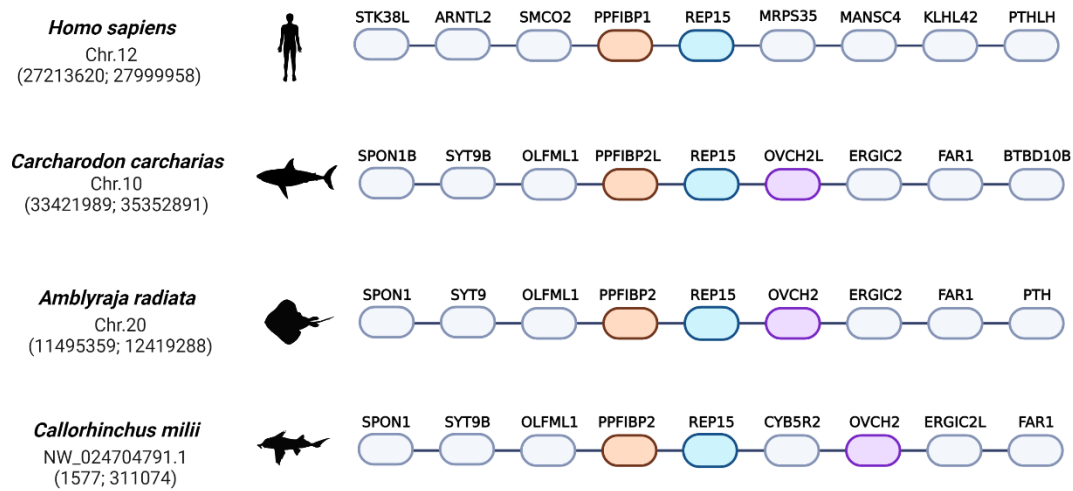 Homo sapiens
Chr.12
(27213620; 27999958)
STK38L ARNTL2 SMCO2 PPFIBP1 REP15 MRPS35 MANSC4 KLHL42 PTHLH
Carcharodon carcharias
Chr.10
(33421989; 35352891)
SPON1B SYT9B OLFML1 PPFIBP2L REP15 OVCH2L ERGIC2 FAR1 BTBD10B
Amblyraja radiata
Chr.20
(11495359; 12419288)
SPON1 SYT9 OLFML1 PPFIBP2 REP15 OVCH2 ERGIC2 FAR1 PTH
Callorhinchus milii
NW_024704791.1
(1577; 311074)
SPON1 SYT9B OLFML1 PPFIBP2 REP15 CYB5R2 OVCH2 ERGIC2L FAR1